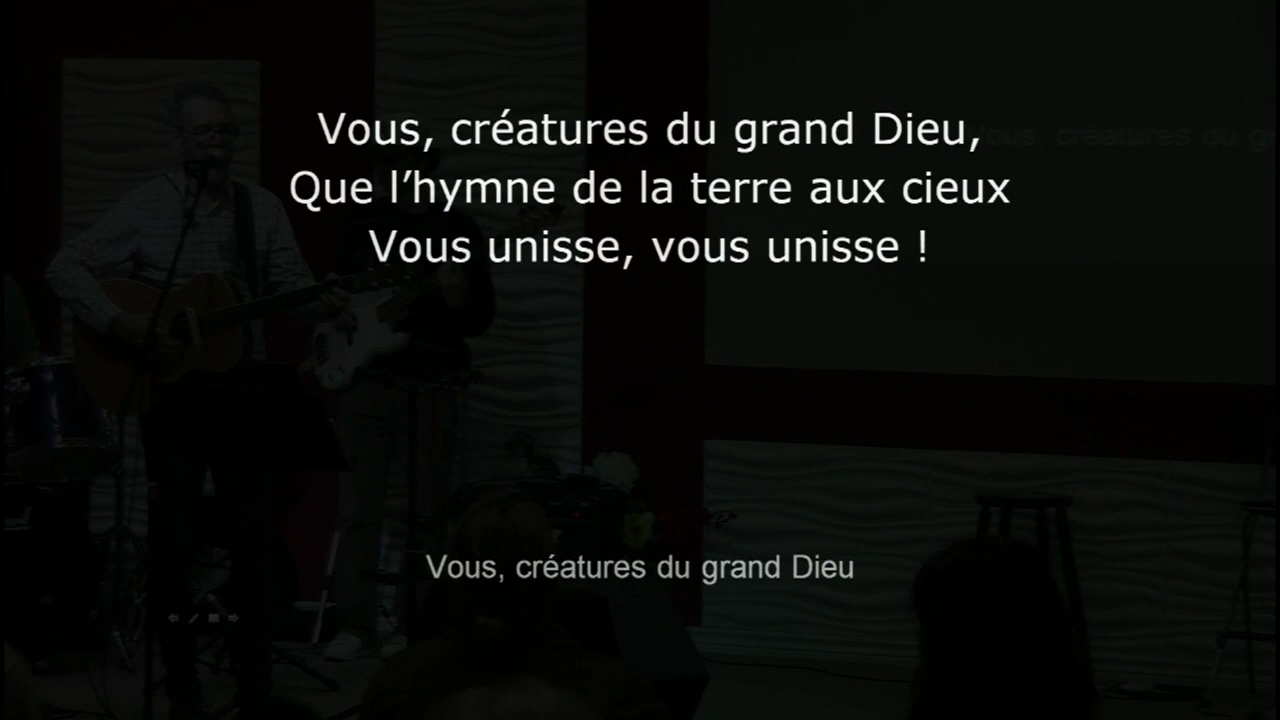 Vous, créatures du grand Dieu,
Que l’hymne de la terre aux cieux
Vous unisse, vous unisse !
Vous, créatures du grand Dieu